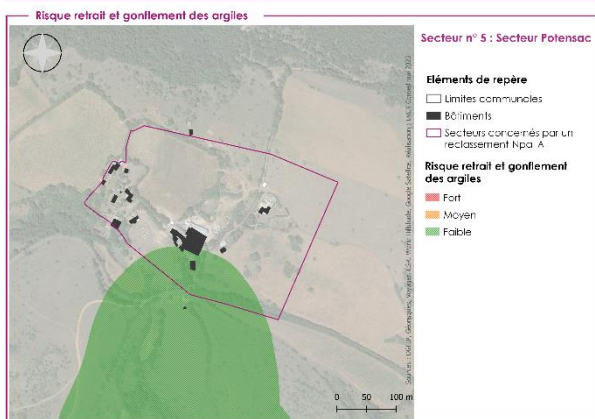 Risque retrait et gonflement des argiles
Secteur n° 5 : Secteur Potensac
Eléments de repère
Limites communales
Bâtiments
Secteurs concernés par un
reclassement Npa A
Risque retrait et gonflement
des argiles
Fort
Moyen
Faible
0 50 100 m